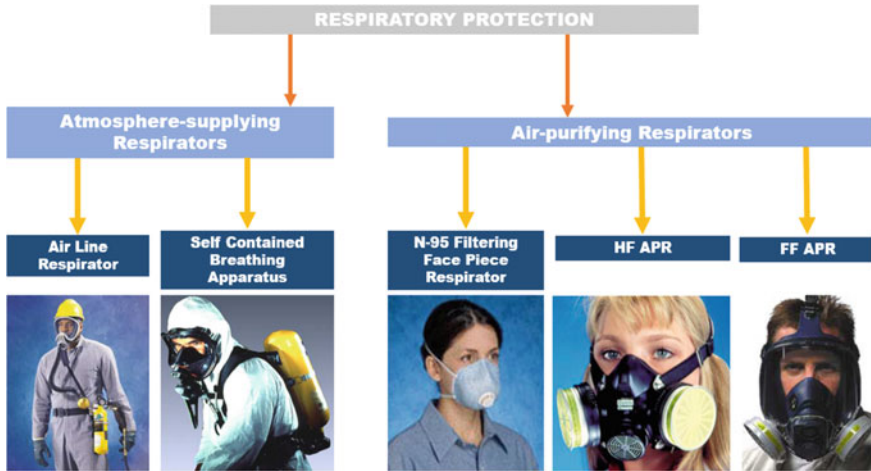 RESPIRATORY PROTECTION
Atmosphere-supplying
Respirators
Air-purifying Respirators
Air Line
Respirator
Self Contained
Breathing
Apparatus
N-95 Filtering
Face Piece
Respirator
HF APR
FF APR